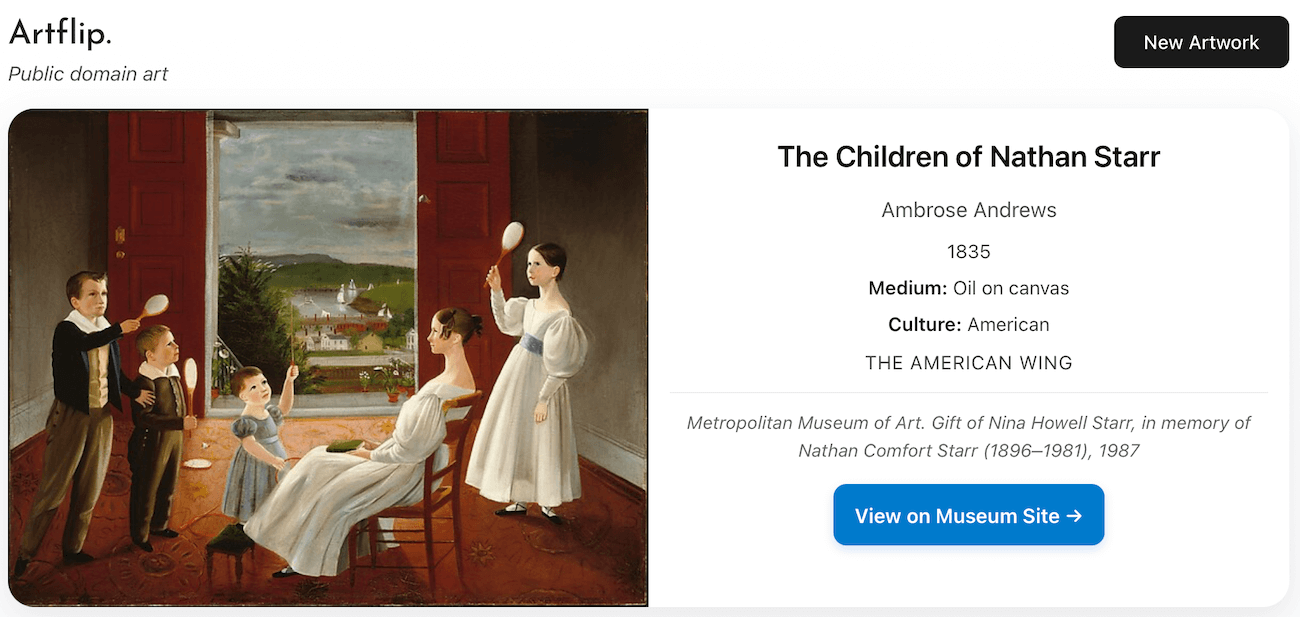 Artflip.
Public domain art
New Artwork
The Children of Nathan Starr
Ambrose Andrews
1835
Medium: Oil on canvas
Culture: American
THE AMERICAN WING
Metropolitan Museum of Art. Gift of Nina Howell Starr, in memory of
Nathan Comfort Starr (1896–1981), 1987
View on Museum Site →